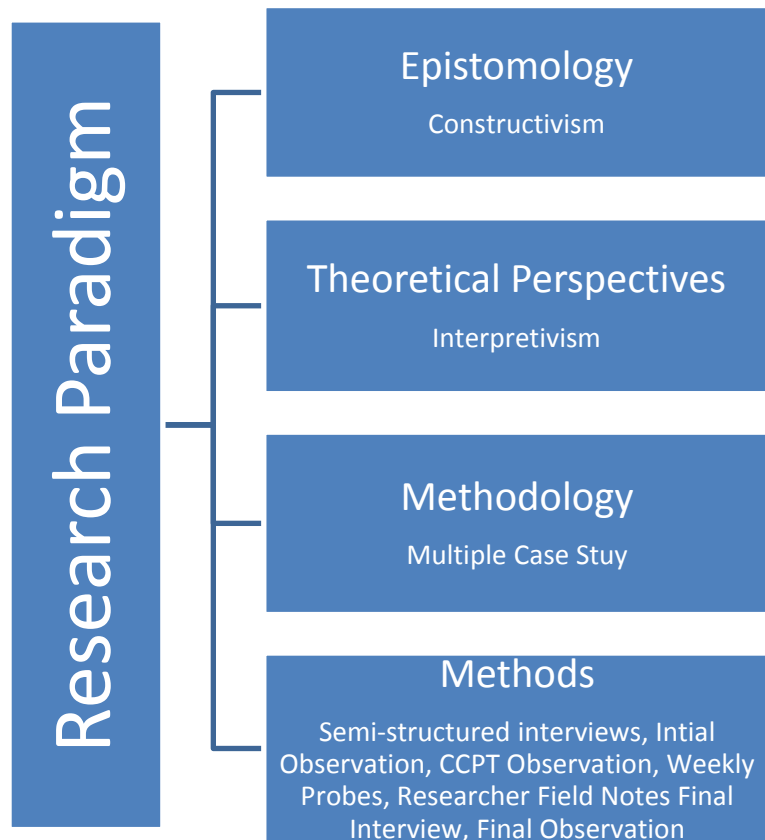 Research Paradigm
Epistomology
Constructivism
Theoretical Perspectives
Interpretivism
Methodology
Multiple Case Stuy
Methods
Semi-structured interviews, Intial
Observation, CCPT Observation, Weekly
Probes, Researcher Field Notes Final
Interview, Final Observation